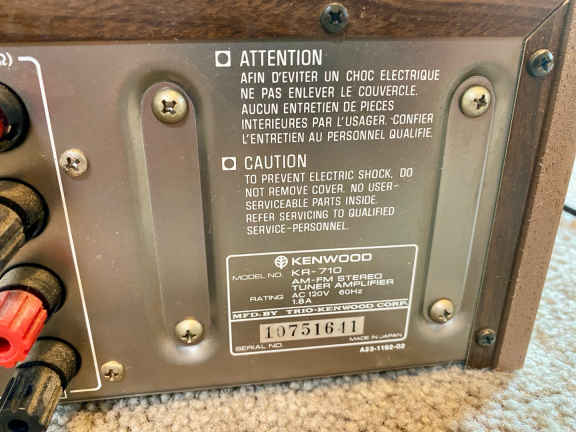 Ω)
ATTENTION
AFIN D'EVITER UN CHOC ELECTRIQUE
NE PAS ENLEVER LE COUVERCLE.
AUCUN ENTRETIEN DE PIECES
INTERIEURES PAR L'USAGER. CONFIER
L'ENTRETIEN AU PERSONNEL QUALIFIE.
CAUTION
TO PREVENT ELECTRIC SHOCK, DO
NOT REMOVE COVER. NO USER-
SERVICEABLE PARTS INSIDE.
REFER SERVICING TO QUALIFIED
SERVICE-PERSONNEL.
KENWOOD
MODEL NO. KR-710
AM-FM STEREO
TUNER AMPLIFIER
RATING AC 120V 60Hz
1.8A
MFD.BY TRIO-KENWOOD CORP.
10751641
SERIAL NO. MADE IN JAPAN
A23-1192-02